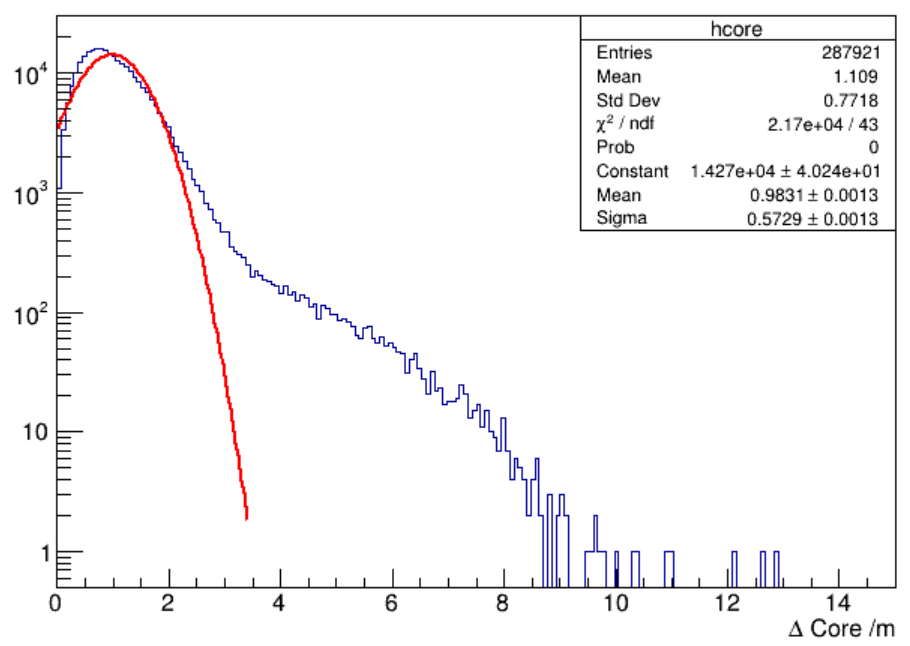 hcore
Entries 287921
Mean 1.109
Std Dev 0.7718
χ² / ndf 2.17e+04 / 43
Prob 0
Constant 1.427e+04 ± 4.024e+01
Mean 0.9831 ± 0.0013
Sigma 0.5729 ± 0.0013
10⁴
10³
10²
10
1
0 2 4 6 8 10 12 14
Δ Core /m